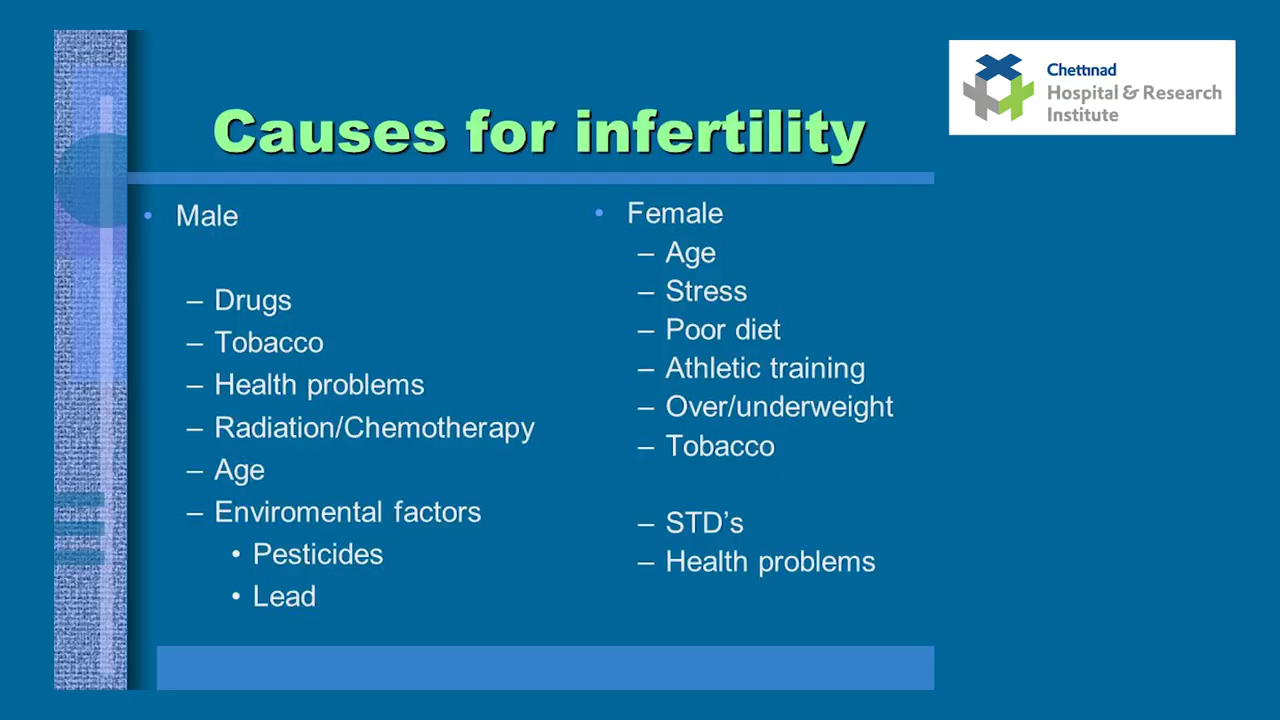 Chettinad
Hospital & Research
Institute
Causes for infertility
• Male
– Drugs
– Tobacco
– Health problems
– Radiation/Chemotherapy
– Age
– Enviromental factors
• Pesticides
• Lead
• Female
– Age
– Stress
– Poor diet
– Athletic training
– Over/underweight
– Tobacco
– STD’s
– Health problems